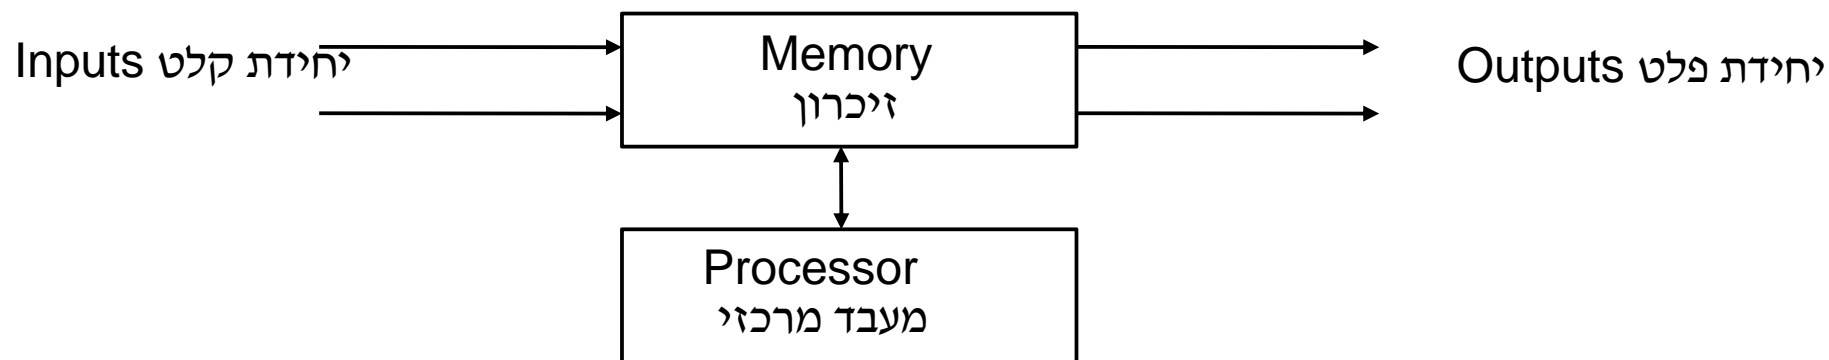 Inputs יחידת קלט
Memory
זיכרון
Outputs יחידת פלט
Processor
מעבד מרכזי